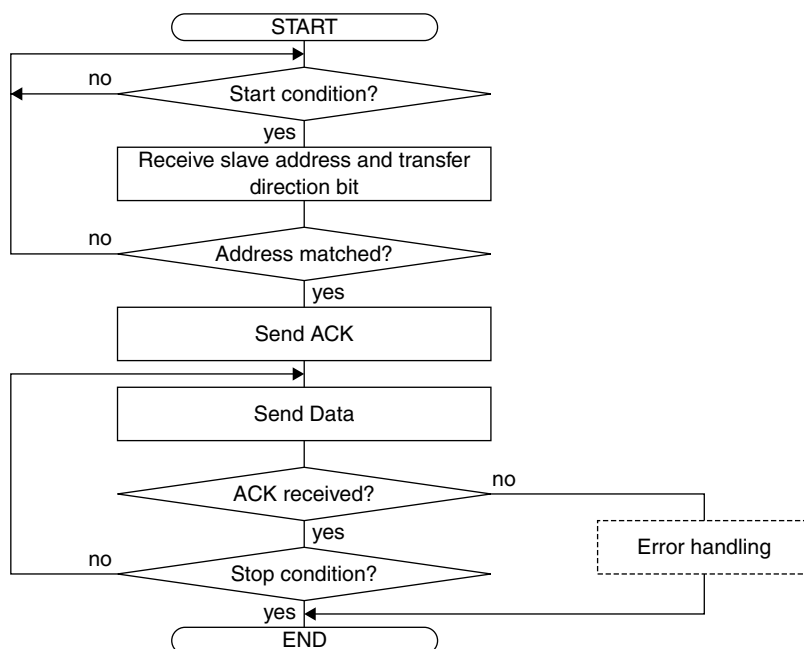 START
no
Start condition?
yes
Receive slave address and transfer
direction bit
no
Address matched?
yes
Send ACK
Send Data
ACK received?
no
yes
Error handling
no
Stop condition?
yes
END